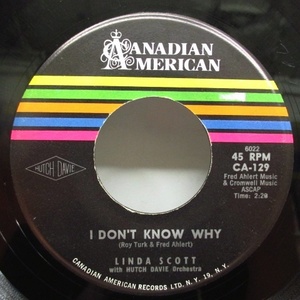 CANADIAN
AMERICAN
HUTCH DAVIE
6022
45 RPM
CA-129
Fred Ahlert Music
& Cromwell Music
ASCAP
Time: 2:28
I DON'T KNOW WHY
(Roy Turk & Fred Ahlert)
LINDA SCOTT
with HUTCH DAVIE Orchestra
CANADIAN AMERICAN RECORDS LTD. N. Y. 19, N. Y.